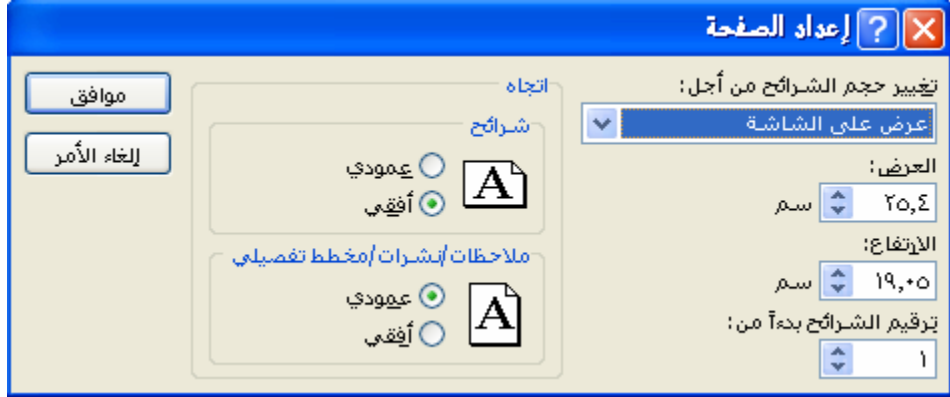 إعداد الصفحة
تغيير حجم الشرائح من أجل:
عرض على الشاشة
العرض:
٢٥,٤ سم
الارتفاع:
١٩,٠٥ سم
ترقيم الشرائح بدءاً من:
١
اتجاه
شرائح
A
عمودي
أفقي
ملاحظات/نشرات/مخطط تفصيلي
A
عمودي
أفقي
موافق
إلغاء الأمر